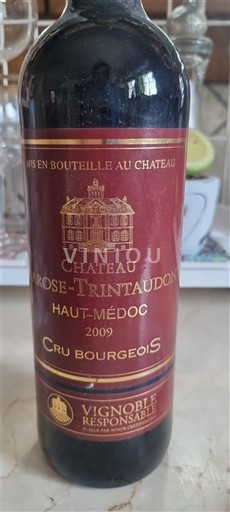 MIS EN BOUTEILLE AU CHATEAU
VINIOU
CHATEAU
AROSE-TRINTAUDON
HAUT-MÉDOC
2009
CRU BOURGEOIS
VIGNOBLE
RESPONSABLE